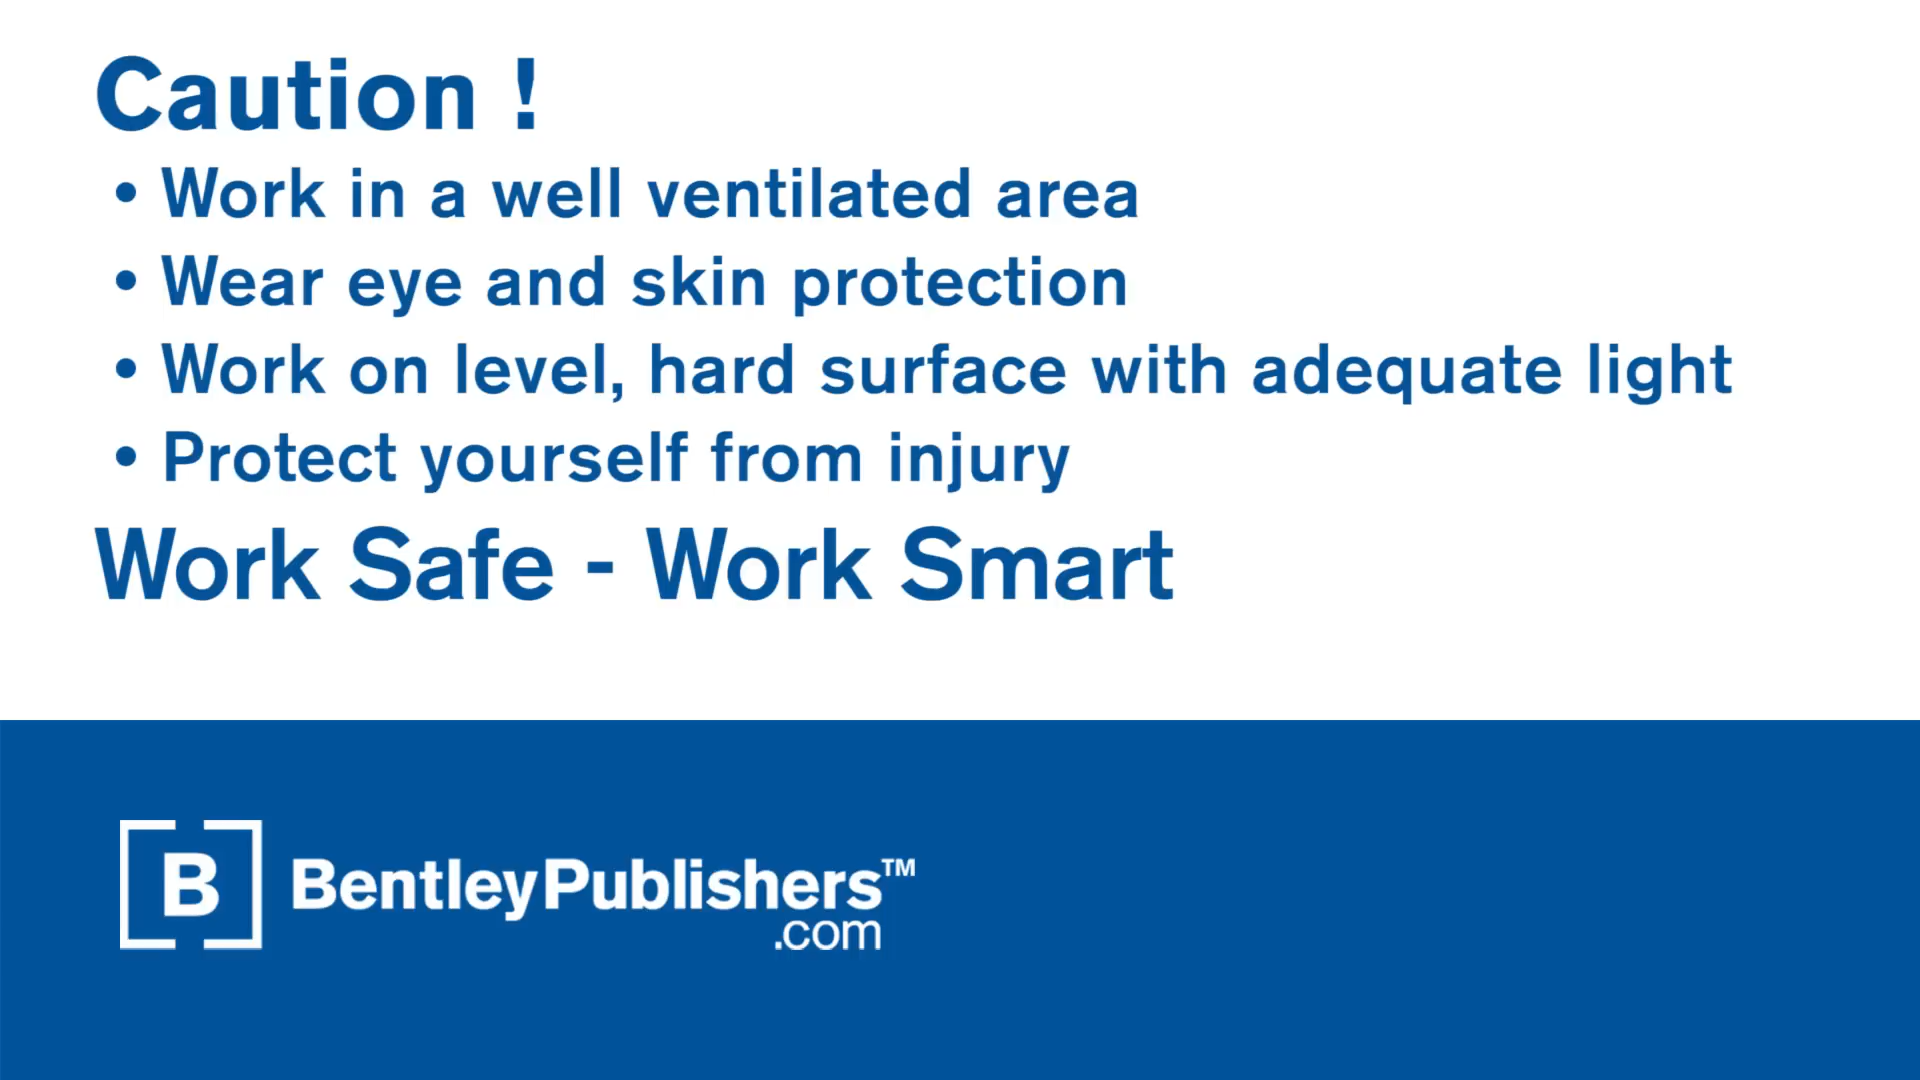 Caution !
• Work in a well ventilated area
• Wear eye and skin protection
• Work on level, hard surface with adequate light
• Protect yourself from injury
Work Safe - Work Smart
B
BentleyPublishers™
.com